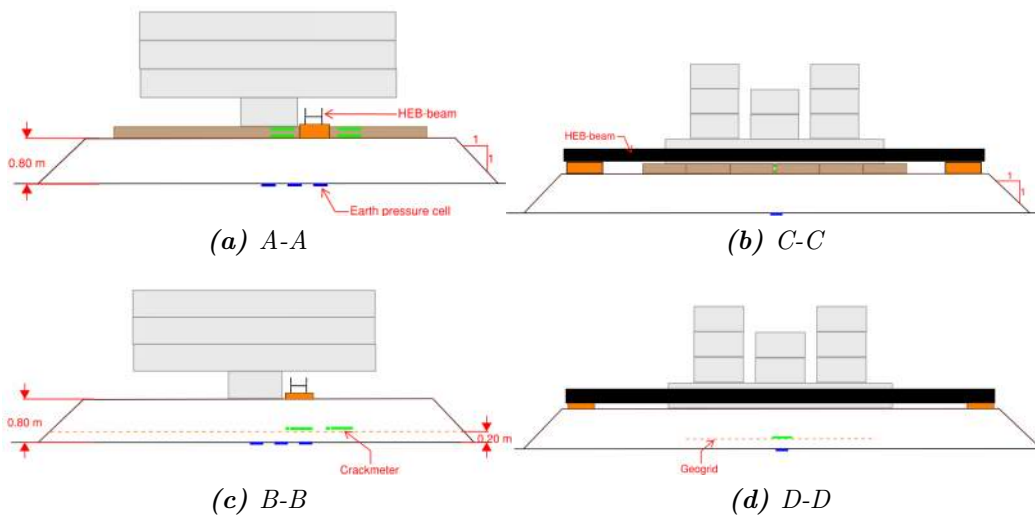 HEB-beam
1
1
0.80 m
Earth pressure cell
(a) A-A
HEB-beam
1
1
(b) C-C
0.80 m
0.20 m
Crackmeter
(c) B-B
Geogrid
(d) D-D